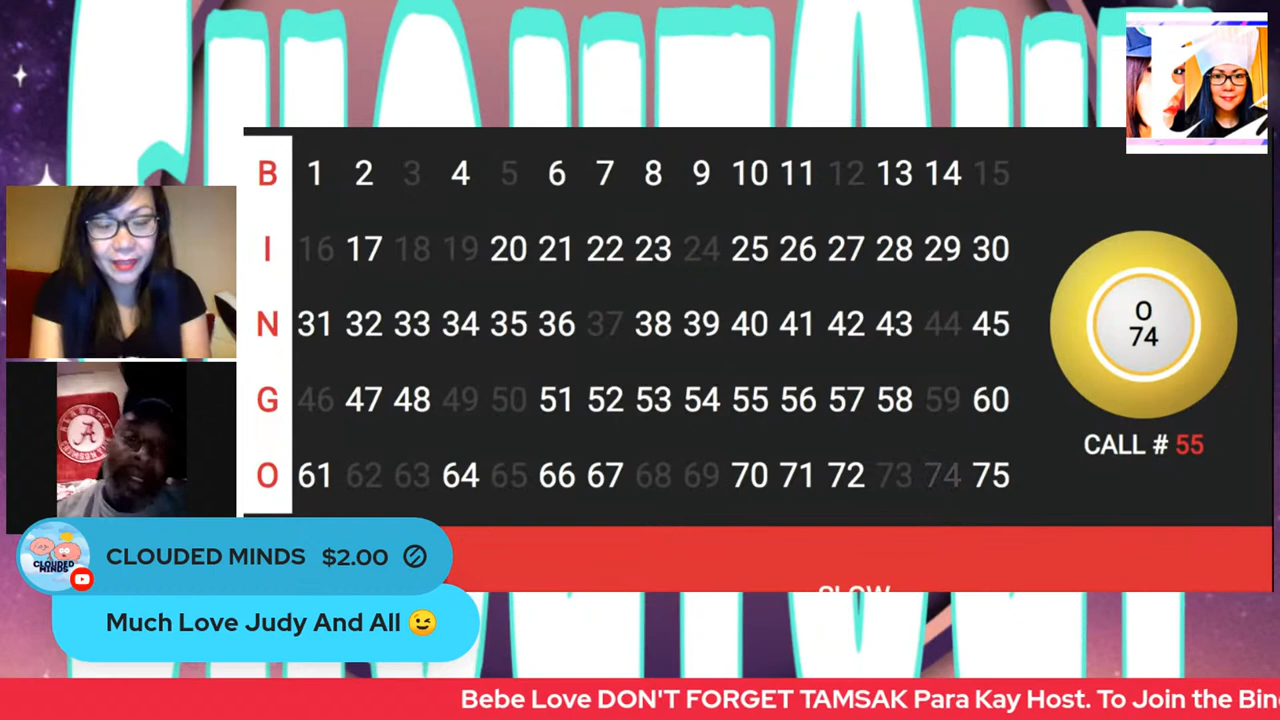 B 1 2 3 4 5 6 7 8 9 10 11 12 13 14 15
I 16 17 18 19 20 21 22 23 24 25 26 27 28 29 30
N 31 32 33 34 35 36 37 38 39 40 41 42 43 44 45
G 46 47 48 49 50 51 52 53 54 55 56 57 58 59 60
O 61 62 63 64 65 66 67 68 69 70 71 72 73 74 75
O
74
CALL # 55
ALABAMA
A
SLOW
CLOUDED
MINDS
CLOUDED MINDS $2.00
Much Love Judy And All 😉
Bebe Love DON'T FORGET TAMSAK Para Kay Host. To Join the Bin